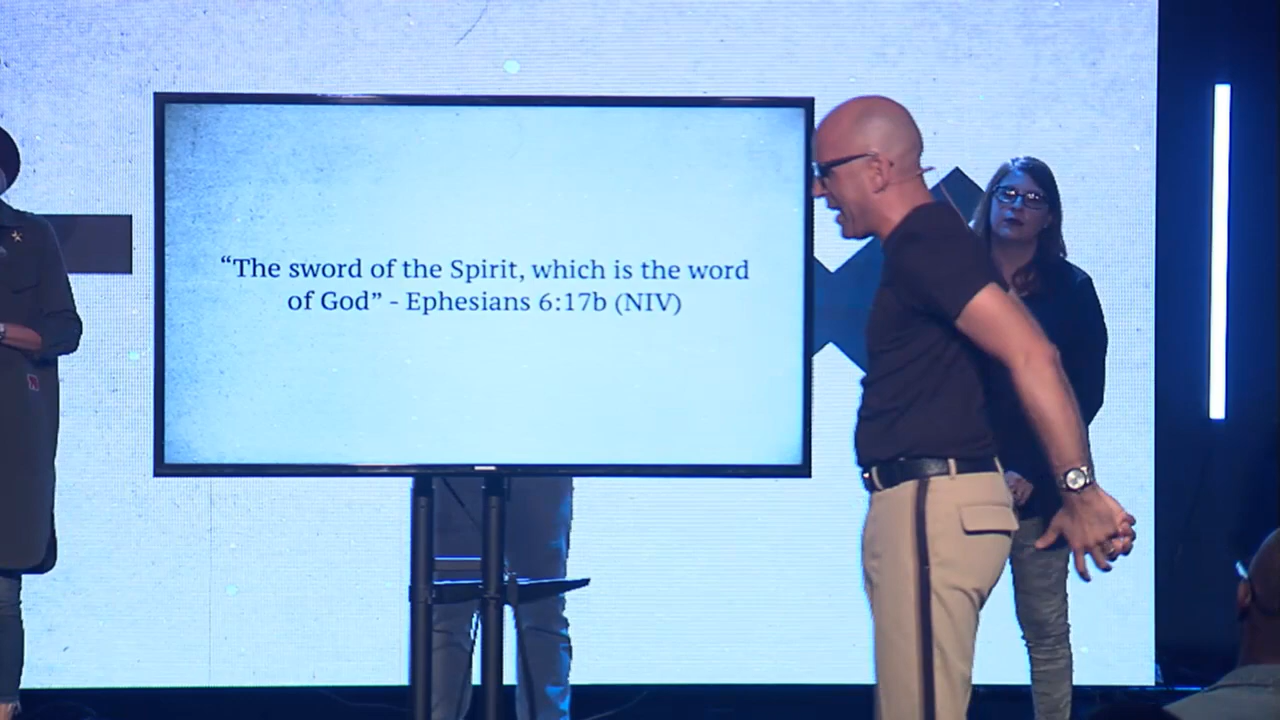 “The sword of the Spirit, which is the word
of God” - Ephesians 6:17b (NIV)